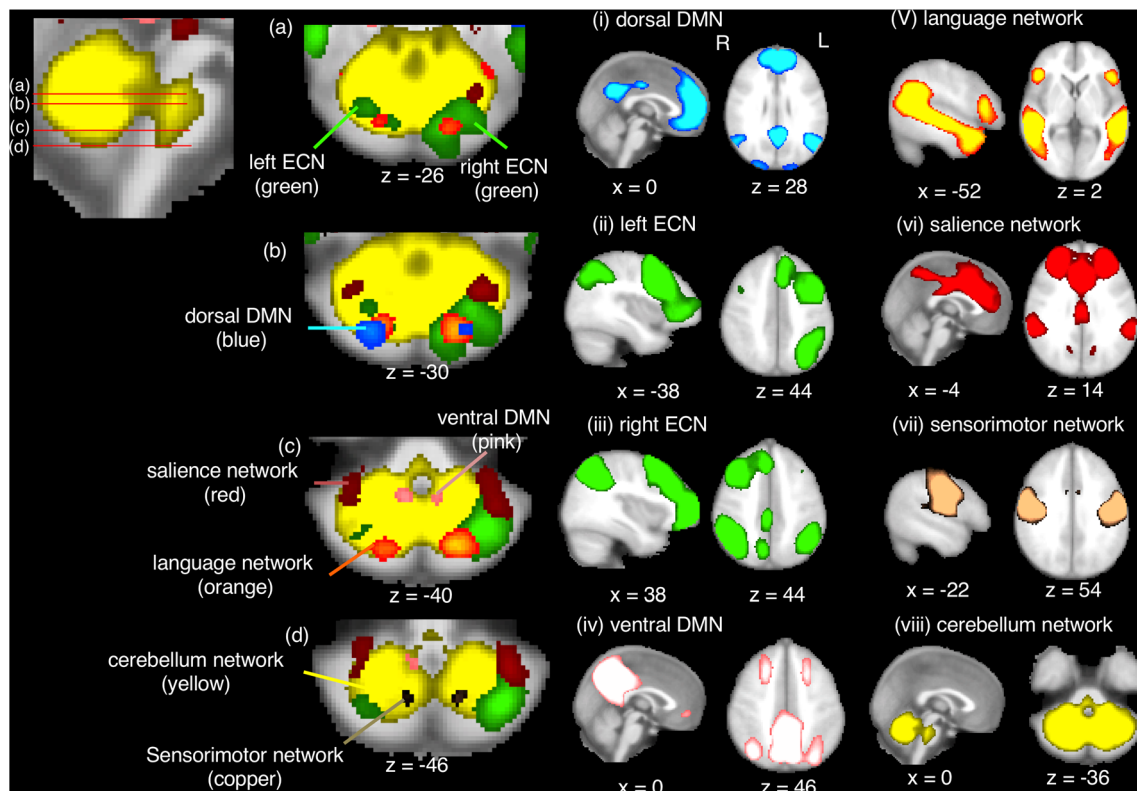 (a)
(b)
(c)
(d)
(a)
left ECN
(green)
right ECN
(green)
z = -26
(b)
dorsal DMN
(blue)
z = -30
ventral DMN
(pink)
(c)
salience network
(red)
language network
(orange)
z = -40
(d)
cerebellum network
(yellow)
Sensorimotor network
(copper)
z = -46
(i) dorsal DMN
R
L
x = 0
z = 28
(ii) left ECN
x = -38
z = 44
(iii) right ECN
x = 38
z = 44
(iv) ventral DMN
x = 0
z = 46
(V) language network
x = -52
z = 2
(vi) salience network
x = -4
z = 14
(vii) sensorimotor network
x = -22
z = 54
(viii) cerebellum network
x = 0
z = -36